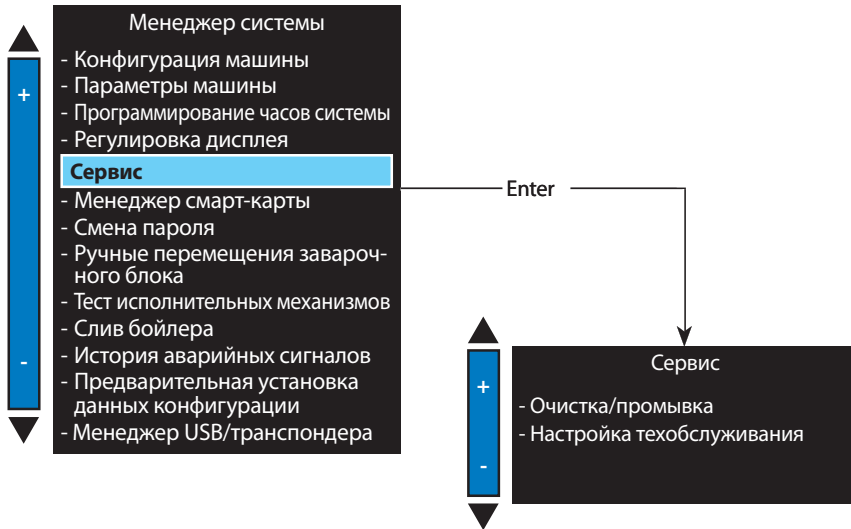 Менеджер системы
+
- Конфигурация машины
- Параметры машины
- Программирование часов системы
- Регулировка дисплея
Сервис
- Менеджер смарт-карты
- Смена пароля
- Ручные перемещения завароч-
ного блока
- Тест исполнительных механизмов
- Слив бойлера
- История аварийных сигналов
- Предварительная установка
данных конфигурации
- Менеджер USB/транспондера
-
Enter
Сервис
+
- Очистка/промывка
- Настройка техобслуживания
-